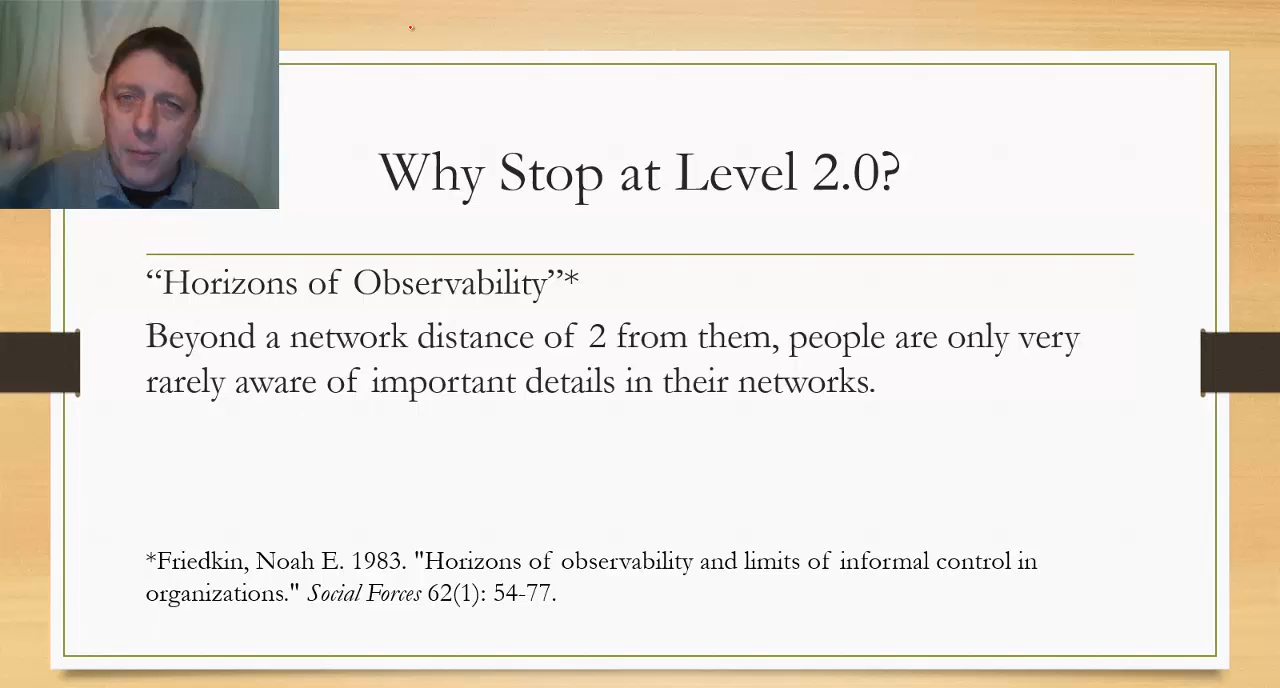 Why Stop at Level 2.0?
“Horizons of Observability”*
Beyond a network distance of 2 from them, people are only very
rarely aware of important details in their networks.
*Friedkin, Noah E. 1983. "Horizons of observability and limits of informal control in
organizations." Social Forces 62(1): 54-77.